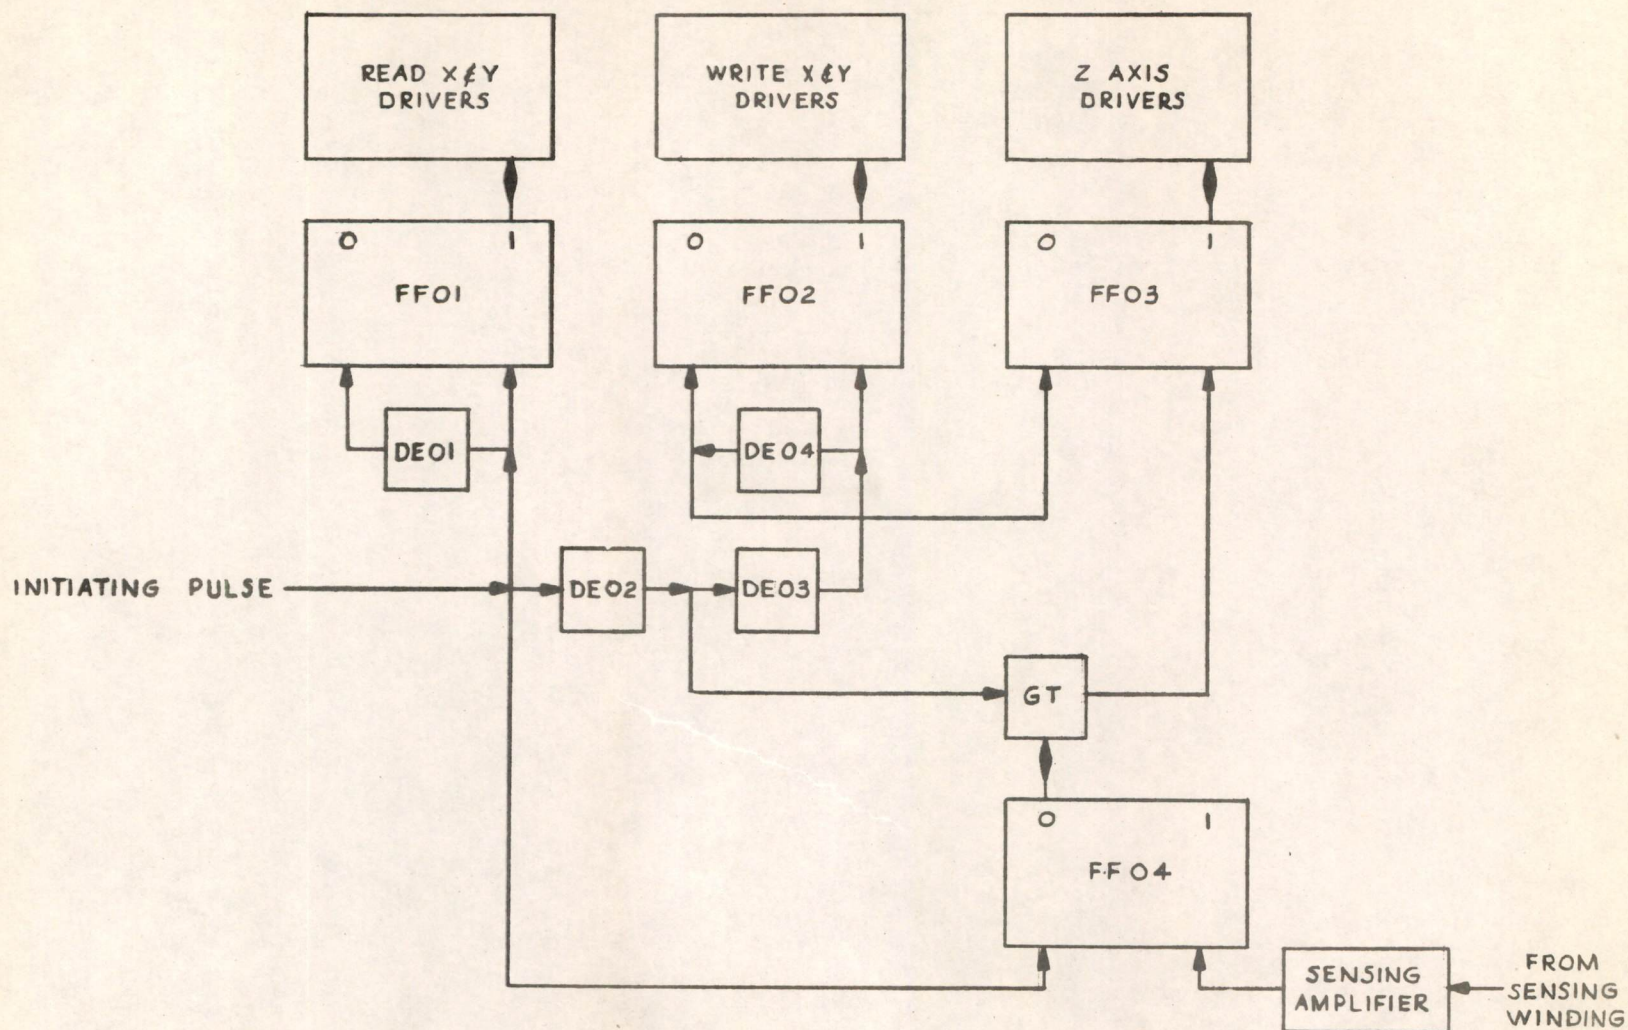 READ X & Y
DRIVERS
WRITE X & Y
DRIVERS
Z AXIS
DRIVERS
0 1
FF01
0 1
FF02
0 1
FF03
DE01
DE04
INITIATING PULSE
DE02
DE03
GT
0 1
FF04
SENSING
AMPLIFIER
FROM
SENSING
WINDING